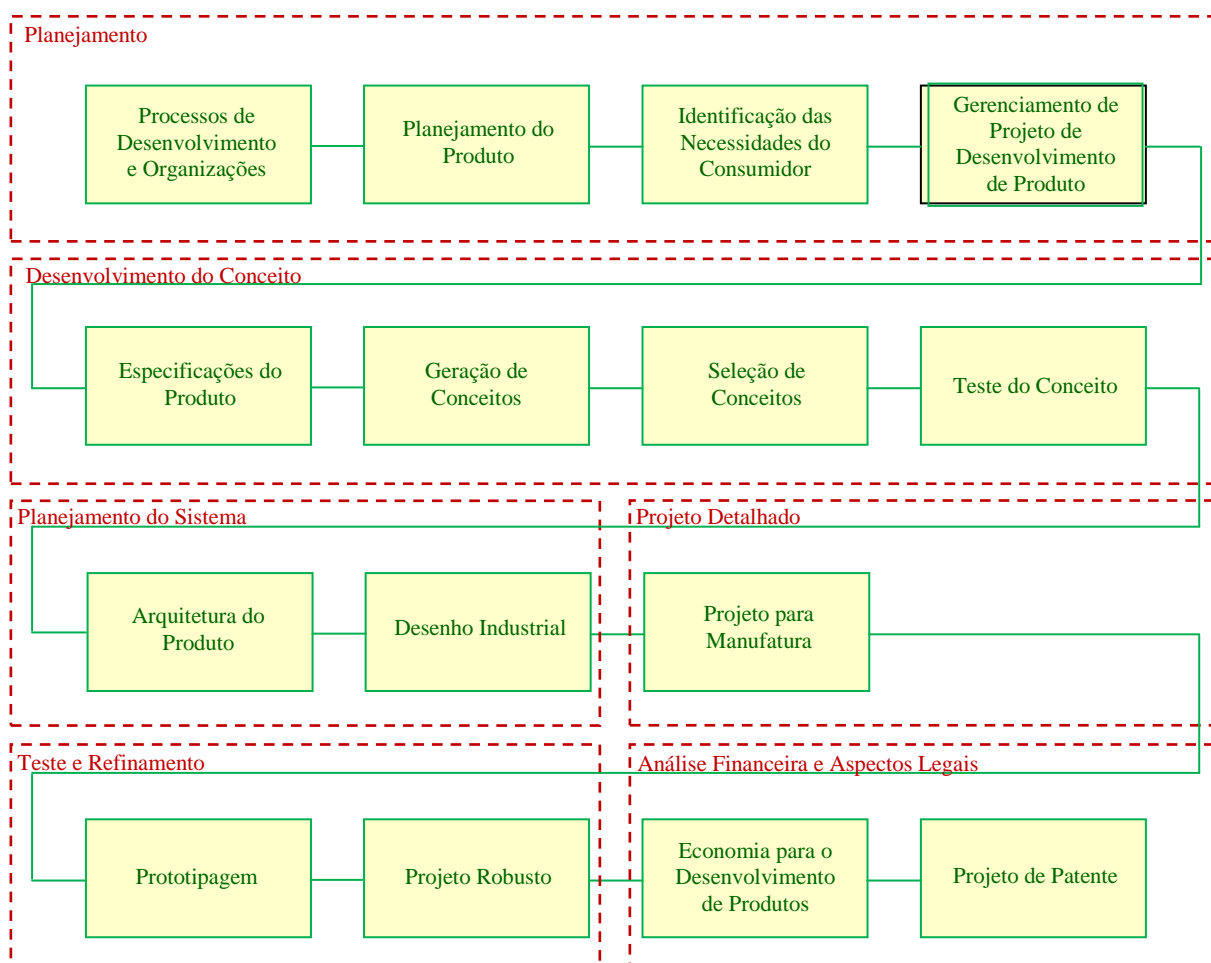 Planejamento
Processos de
Desenvolvimento
e Organizações
Planejamento do
Produto
Identificação das
Necessidades do
Consumidor
Gerenciamento de
Projeto de
Desenvolvimento
de Produto
Desenvolvimento do Conceito
Especificações do
Produto
Geração de
Conceitos
Seleção de
Conceitos
Teste do Conceito
Planejamento do Sistema
Arquitetura do
Produto
Desenho Industrial
Projeto Detalhado
Projeto para
Manufatura
Teste e Refinamento
Prototipagem
Projeto Robusto
Análise Financeira e Aspectos Legais
Economia para o
Desenvolvimento
de Produtos
Projeto de Patente